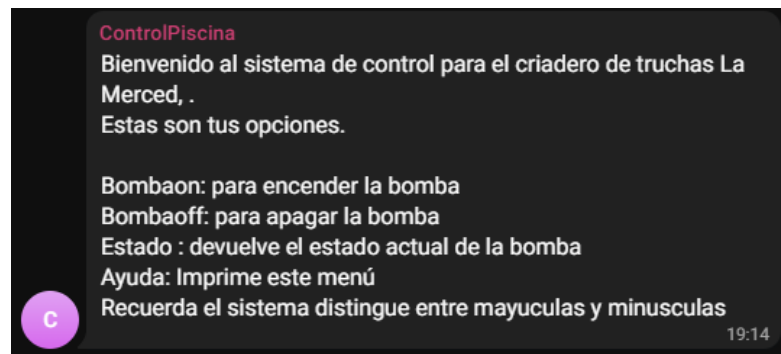 ControlPiscina
Bienvenido al sistema de control para el criadero de truchas La
Merced, .
Estas son tus opciones.
Bombaon: para encender la bomba
Bombaoff: para apagar la bomba
Estado : devuelve el estado actual de la bomba
Ayuda: Imprime este menú
Recuerda el sistema distingue entre mayuculas y minusculas
C
19:14